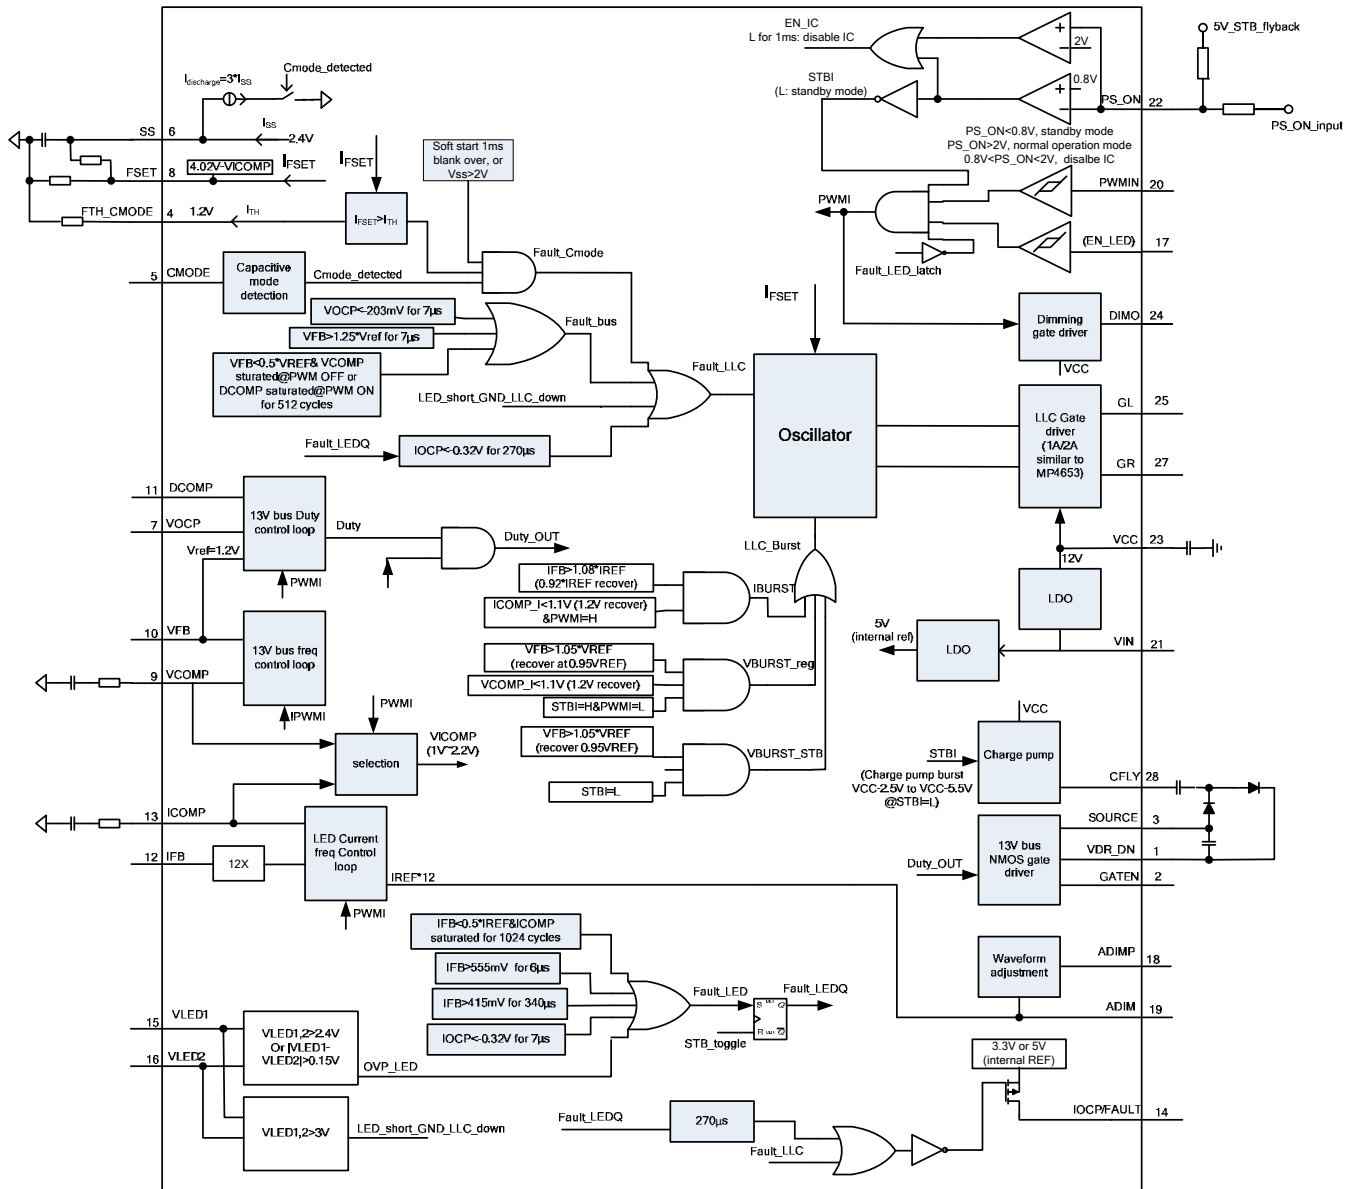 EN_IC
L for 1ms: disable IC
2V
5V_STB_flyback
STBI
(L: standby mode)
0.8V
PS_ON 22
PS_ON_input
PS_ON<0.8V, standby mode
PS_ON>2V, normal operation mode
0.8V<PS_ON<2V, disalbe IC
Idischarge=3*ISS
Cmode_detected
SS 6
ISS
2.4V
FSET 8
4.02V-VICOMP
IFSET
FTH_CMODE 4 1.2V
ITH
IFSET
IFSET>ITH
Soft start 1ms
blank over, or
Vss>2V
PWMI
PWMIN 20
(EN_LED) 17
Fault_LED_latch
5 CMODE
Capacitive
mode
detection
Cmode_detected
Fault_Cmode
VOCP<-203mV for 7µs
VFB>1.25*Vref for 7µs
Fault_bus
VFB<0.5*VREF& VCOMP
sturated@PWM OFF or
DCOMP saturated@PWM ON
for 512 cycles
LED_short_GND_LLC_down
Fault_LLC
Fault_LEDQ
IOCP<-0.32V for 270µs
IFSET
Oscillator
Dimming
gate driver
DIMO 24
VCC
LLC Gate
driver
(1A/2A
similar to
MP4653)
GL 25
GR 27
11 DCOMP
7 VOCP
13V bus Duty
control loop
Duty
Duty_OUT
Vref=1.2V
PWMI
LLC_Burst
VCC 23
12V
LDO
5V
(internal ref)
LDO
VIN 21
IFB>1.08*IREF
(0.92*IREF recover)
IBURST
ICOMP_I<1.1V (1.2V recover)
&PWMI=H
10 VFB
13V bus freq
control loop
9 VCOMP
!PWMI
VFB>1.05*VREF
(recover at 0.95VREF)
VBURST_reg
VCOMP_I<1.1V (1.2V recover)
STBI=H&PWMI=L
PWMI
selection
VICOMP
(1V~2.2V)
VFB>1.05*VREF
(recover 0.95VREF)
VBURST_STB
STBI=L
VCC
STBI
Charge pump
(Charge pump burst
VCC-2.5V to VCC-5.5V
@STBI=L)
CFLY 28
SOURCE 3
13V bus
NMOS gate
driver
VDR_DN 1
Duty_OUT
GATEN 2
13 ICOMP
LED Current
freq Control
loop
12 IFB
12X
IREF*12
PWMI
IFB<0.5*IREF&ICOMP
saturated for 1024 cycles
IFB>555mV for 6µs
IFB>415mV for 340µs
IOCP<-0.32V for 7µs
Fault_LED
S OUT Q
R OUT Q
Fault_LEDQ
STB_toggle
Waveform
adjustment
ADIMP 18
ADIM 19
15 VLED1
16 VLED2
VLED1,2>2.4V
Or |VLED1-
VLED2|>0.15V
OVP_LED
VLED1,2>3V
LED_short_GND_LLC_down
3.3V or 5V
(internal REF)
IOCP/FAULT 14
Fault_LEDQ
270µs
Fault_LLC